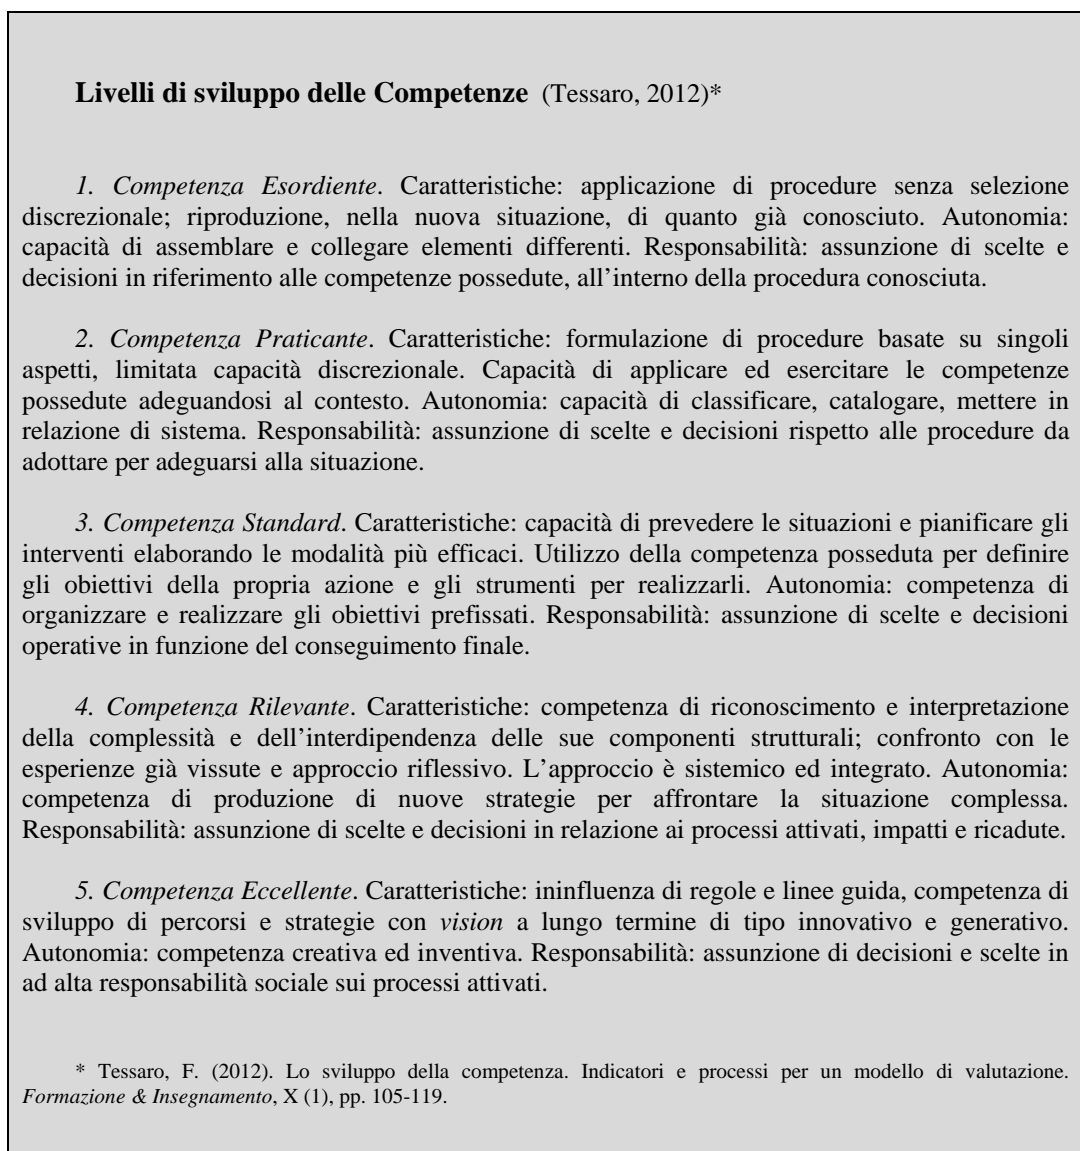 Livelli di sviluppo delle Competenze (Tessaro, 2012)*
1. Competenza Esordiente. Caratteristiche: applicazione di procedure senza selezione
discrezionale; riproduzione, nella nuova situazione, di quanto già conosciuto. Autonomia:
capacità di assemblare e collegare elementi differenti. Responsabilità: assunzione di scelte e
decisioni in riferimento alle competenze possedute, all’interno della procedura conosciuta.
2. Competenza Praticante. Caratteristiche: formulazione di procedure basate su singoli
aspetti, limitata capacità discrezionale. Capacità di applicare ed esercitare le competenze
possedute adeguandosi al contesto. Autonomia: capacità di classificare, catalogare, mettere in
relazione di sistema. Responsabilità: assunzione di scelte e decisioni rispetto alle procedure da
adottare per adeguarsi alla situazione.
3. Competenza Standard. Caratteristiche: capacità di prevedere le situazioni e pianificare gli
interventi elaborando le modalità più efficaci. Utilizzo della competenza posseduta per definire
gli obiettivi della propria azione e gli strumenti per realizzarli. Autonomia: competenza di
organizzare e realizzare gli obiettivi prefissati. Responsabilità: assunzione di scelte e decisioni
operative in funzione del conseguimento finale.
4. Competenza Rilevante. Caratteristiche: competenza di riconoscimento e interpretazione
della complessità e dell’interdipendenza delle sue componenti strutturali; confronto con le
esperienze già vissute e approccio riflessivo. L’approccio è sistemico ed integrato. Autonomia:
competenza di produzione di nuove strategie per affrontare la situazione complessa.
Responsabilità: assunzione di scelte e decisioni in relazione ai processi attivati, impatti e ricadute.
5. Competenza Eccellente. Caratteristiche: ininfluenza di regole e linee guida, competenza di
sviluppo di percorsi e strategie con vision a lungo termine di tipo innovativo e generativo.
Autonomia: competenza creativa ed inventiva. Responsabilità: assunzione di decisioni e scelte in
ad alta responsabilità sociale sui processi attivati.
* Tessaro, F. (2012). Lo sviluppo della competenza. Indicatori e processi per un modello di valutazione.
Formazione & Insegnamento, X (1), pp. 105-119.